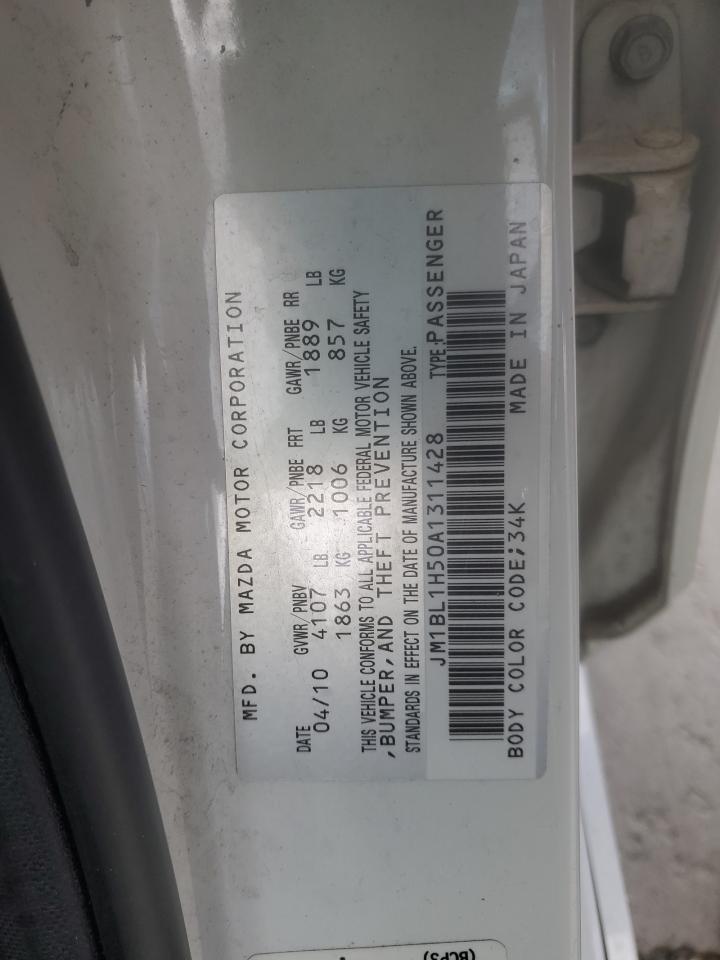 MFD. BY MAZDA MOTOR CORPORATION
DATE GVWR/PNBV GAWR/PNBE FRT GAWR/PNBE RR
04/10 4107 LB 2218 LB 1889 LB
1863 KG 1006 KG 857 KG
THIS VEHICLE CONFORMS TO ALL APPLICABLE FEDERAL MOTOR VEHICLE SAFETY
,BUMPER,AND THEFT PREVENTION
STANDARDS IN EFFECT ON THE DATE OF MANUFACTURE SHOWN ABOVE.
JM1BL1H50A1311428 TYPE:PASSENGER
BODY COLOR CODE;34K MADE IN JAPAN
(BCPS)